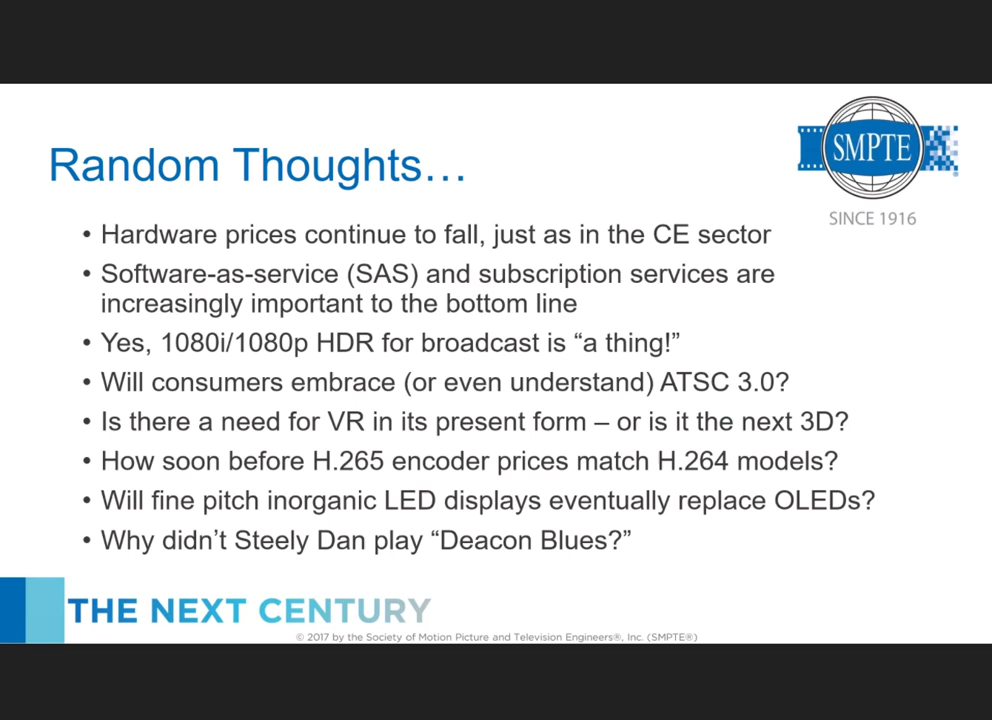 SMPTE
SINCE 1916
Random Thoughts…
• Hardware prices continue to fall, just as in the CE sector
• Software-as-service (SAS) and subscription services are
increasingly important to the bottom line
• Yes, 1080i/1080p HDR for broadcast is “a thing!”
• Will consumers embrace (or even understand) ATSC 3.0?
• Is there a need for VR in its present form – or is it the next 3D?
• How soon before H.265 encoder prices match H.264 models?
• Will fine pitch inorganic LED displays eventually replace OLEDs?
• Why didn’t Steely Dan play “Deacon Blues?”
THE NEXT CENTURY
© 2017 by the Society of Motion Picture and Television Engineers®, Inc. (SMPTE®)